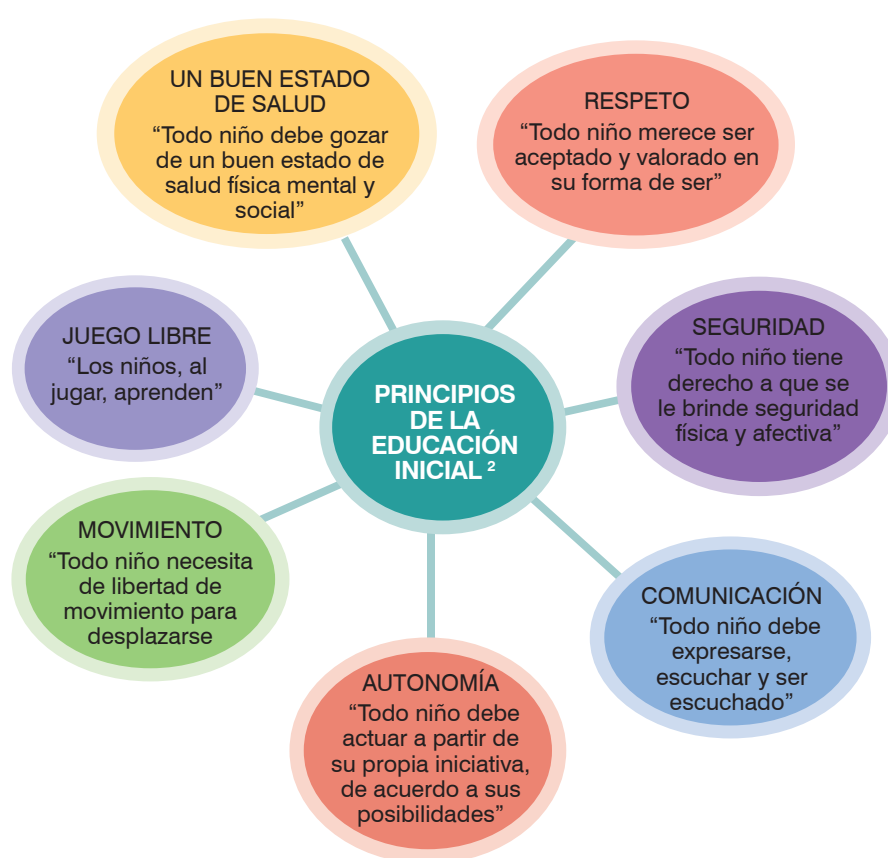 UN BUEN ESTADO
DE SALUD
“Todo niño debe gozar
de un buen estado de
salud física mental y
social”
RESPETO
“Todo niño merece ser
aceptado y valorado en
su forma de ser”
JUEGO LIBRE
“Los niños, al
jugar, aprenden”
SEGURIDAD
“Todo niño tiene
derecho a que se
le brinde seguridad
física y afectiva”
PRINCIPIOS
DE LA
EDUCACIÓN
INICIAL ²
MOVIMIENTO
“Todo niño necesita
de libertad de
movimiento para
desplazarse
COMUNICACIÓN
“Todo niño debe
expresarse,
escuchar y ser
escuchado”
AUTONOMÍA
“Todo niño debe
actuar a partir de
su propia iniciativa,
de acuerdo a sus
posibilidades”